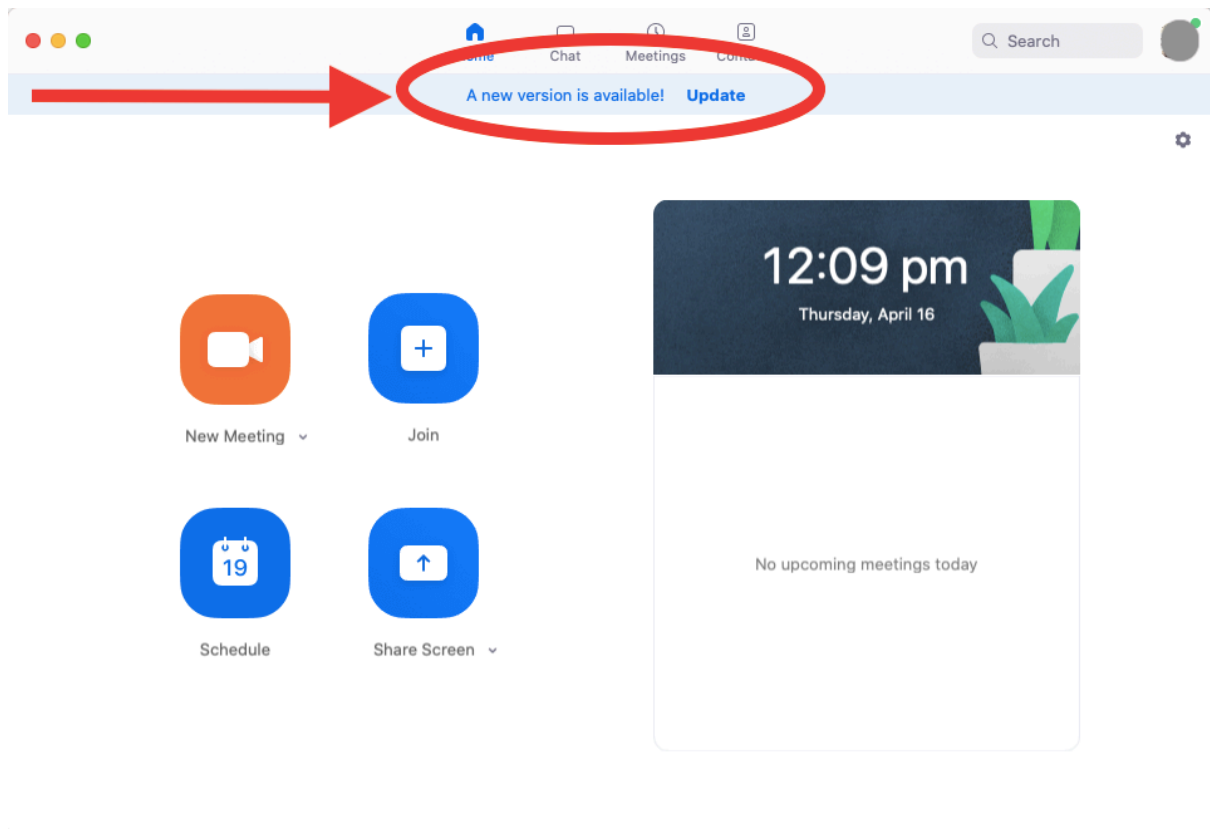 Chat
Meetings
Search
A new version is available! Update
12:09 pm
Thursday, April 16
New Meeting
Join
19
Schedule
Share Screen
No upcoming meetings today